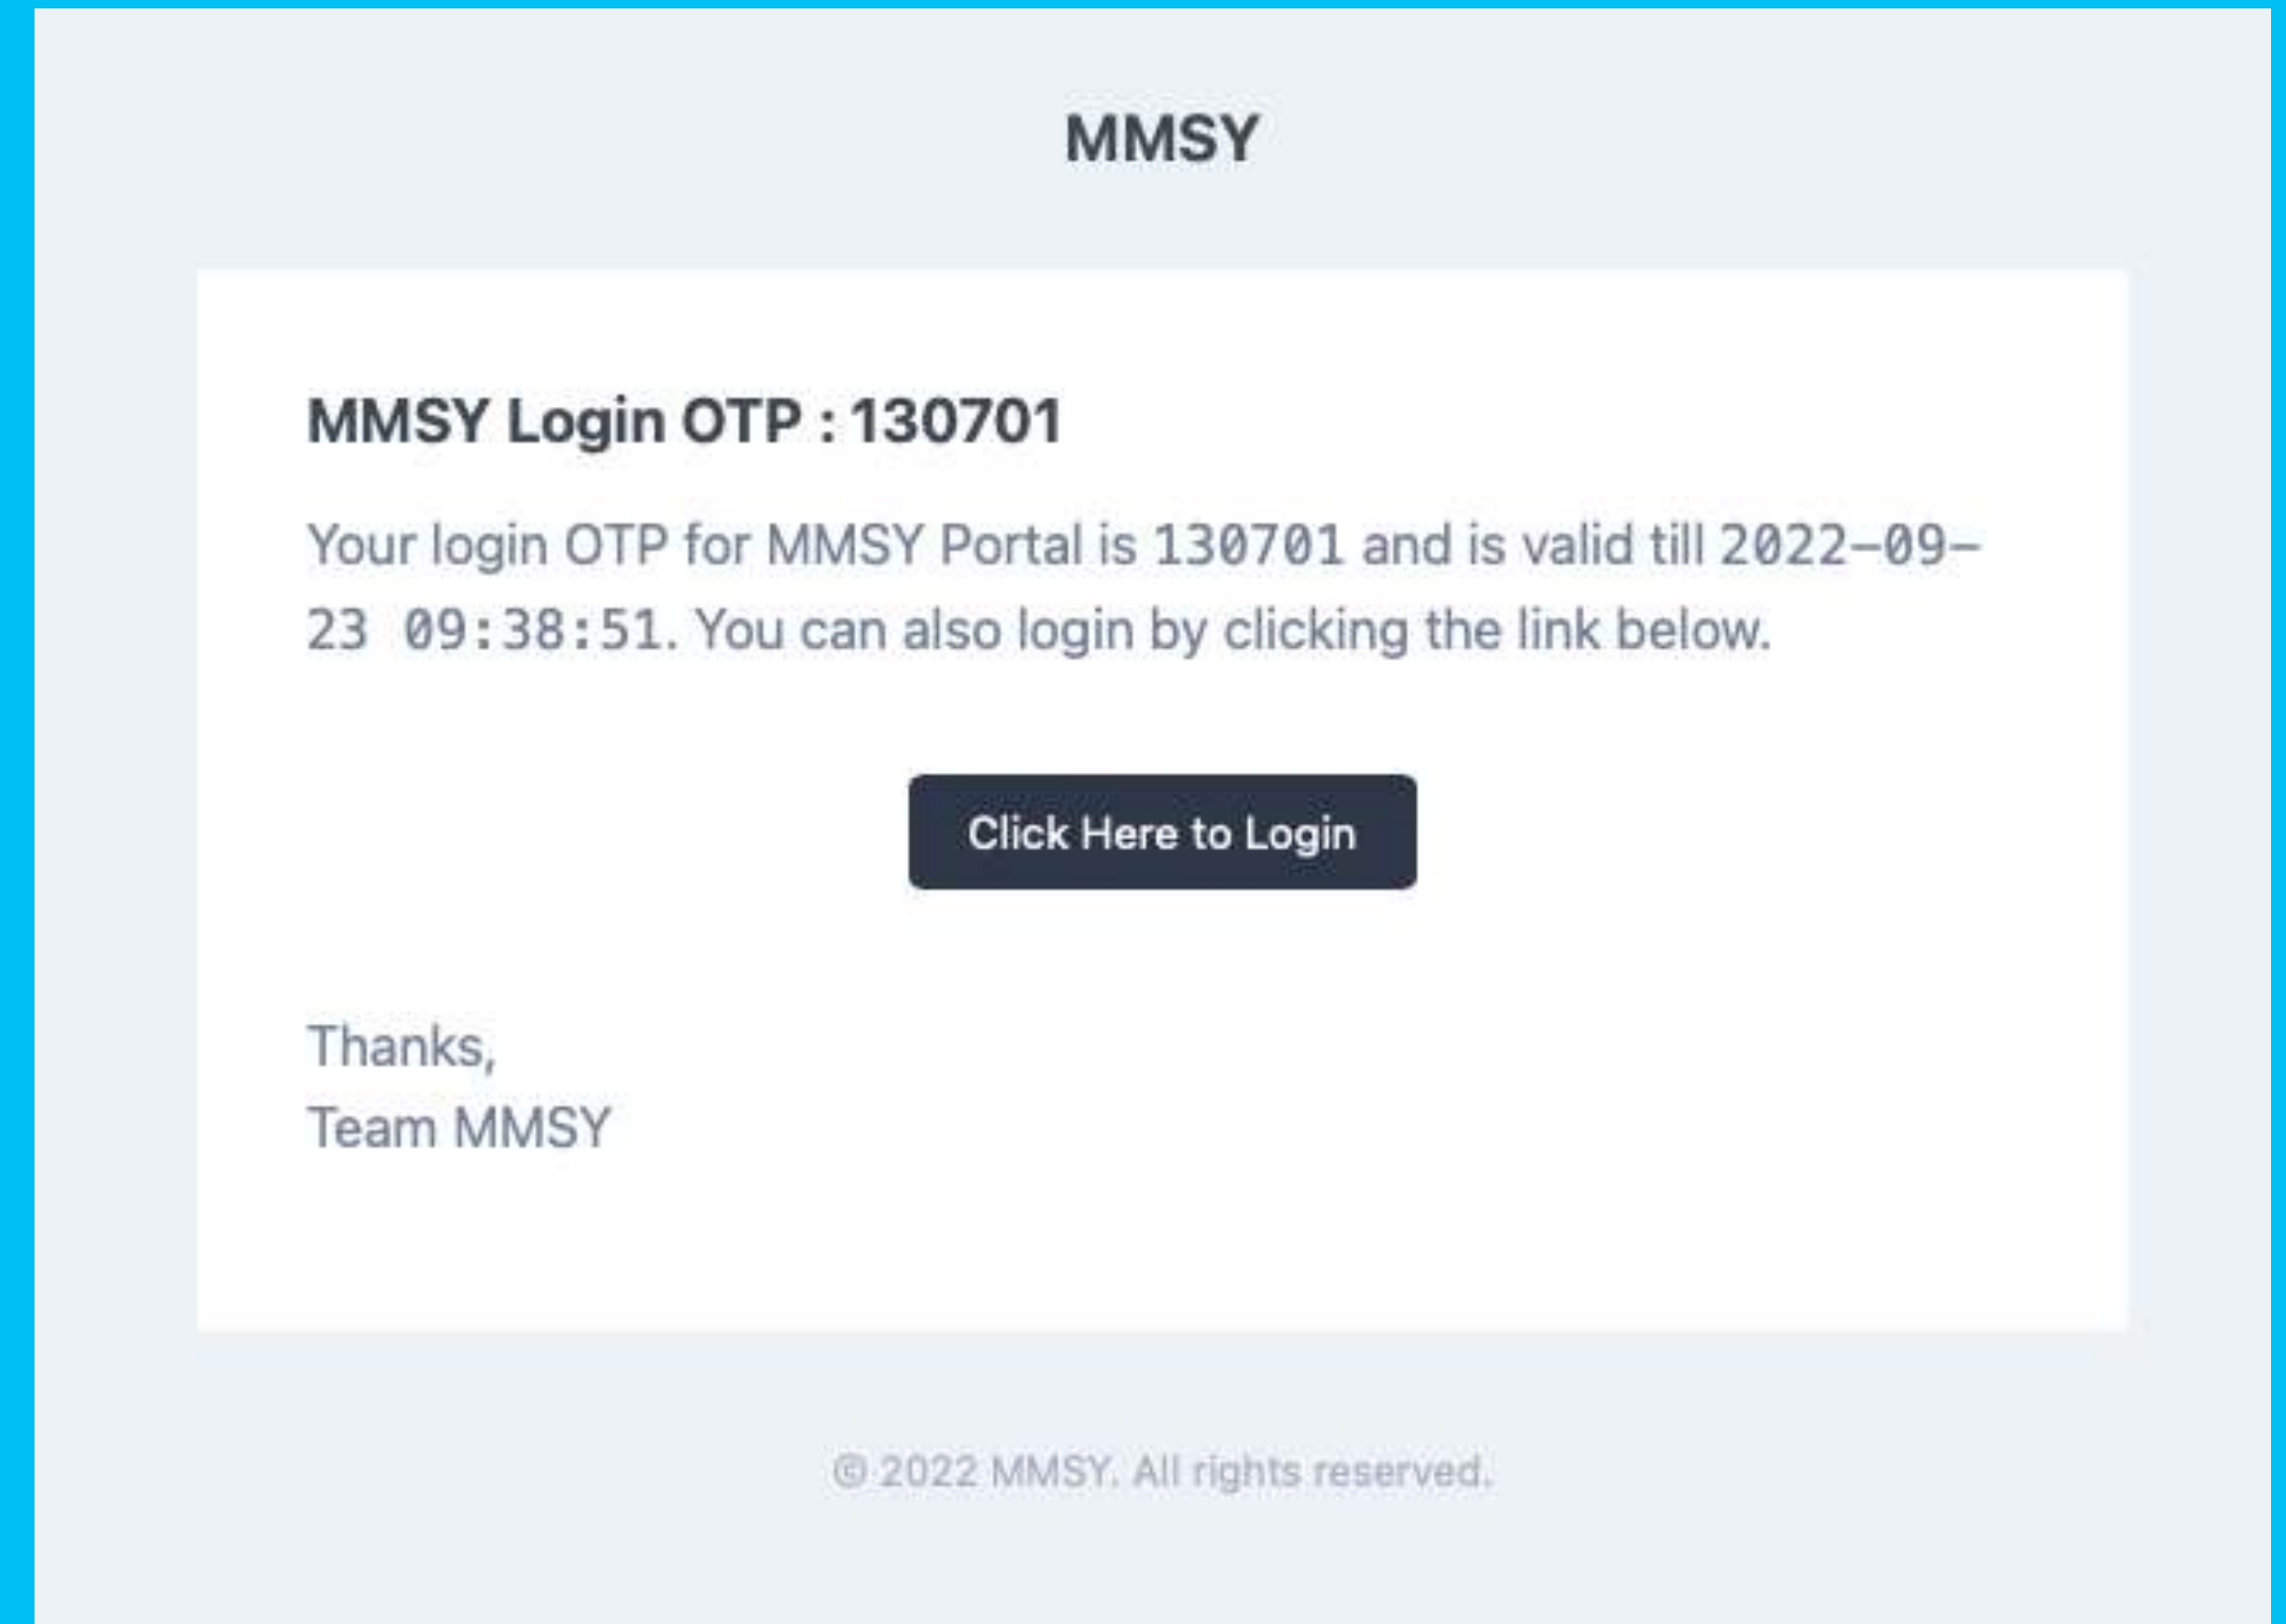 MMSY
MMSY Login OTP : 130701
Your login OTP for MMSY Portal is 130701 and is valid till 2022-09-
23 09:38:51. You can also login by clicking the link below.
Click Here to Login
Thanks,
Team MMSY
© 2022 MMSY. All rights reserved.